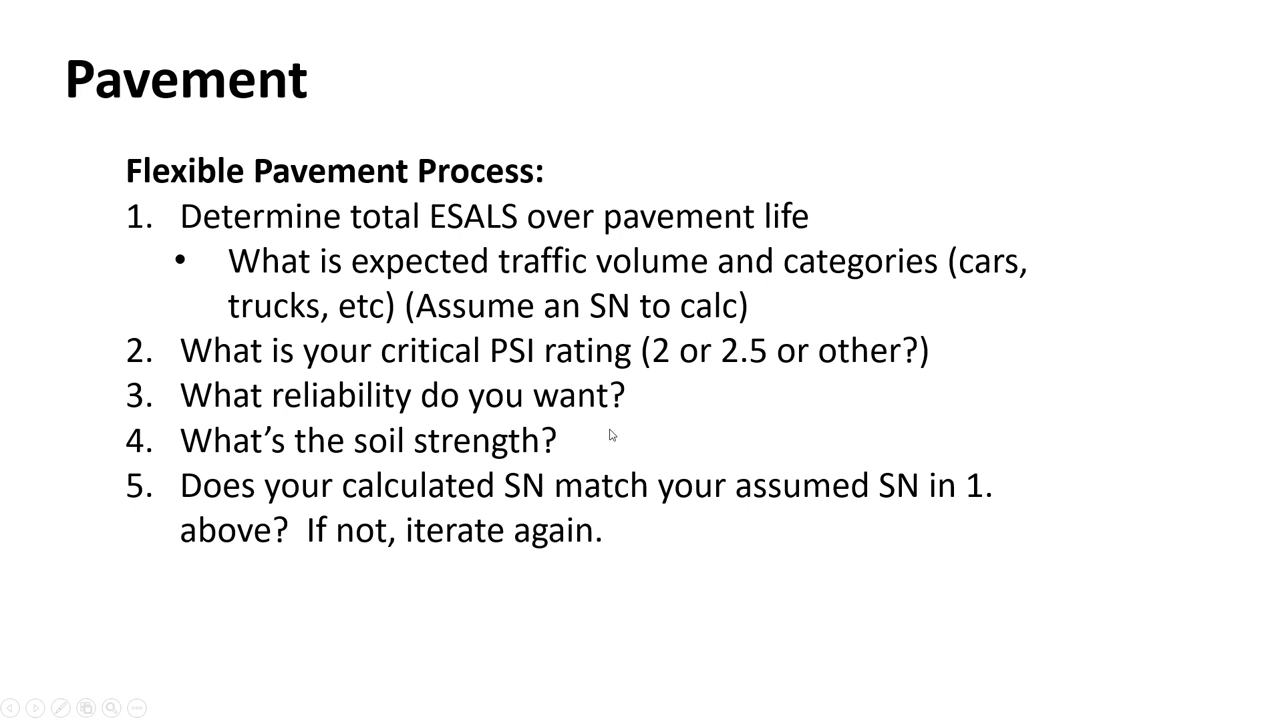 Pavement
Flexible Pavement Process:
1. Determine total ESALS over pavement life
• What is expected traffic volume and categories (cars,
trucks, etc) (Assume an SN to calc)
2. What is your critical PSI rating (2 or 2.5 or other?)
3. What reliability do you want?
4. What’s the soil strength?
5. Does your calculated SN match your assumed SN in 1.
above?  If not, iterate again.